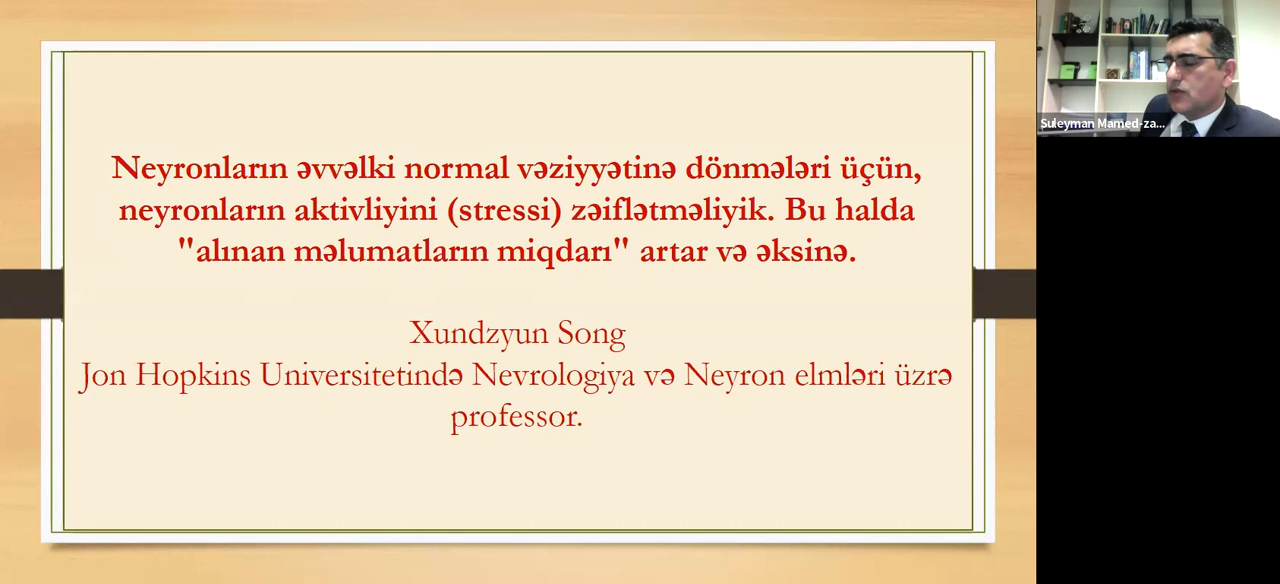 Neyronların əvvəlki normal vəziyyətinə dönmələri üçün,
neyronların aktivliyini (stressi) zəiflətməliyik. Bu halda
"alınan məlumatların miqdarı" artar və əksinə.
Xundzyun Song
Jon Hopkins Universitetində Nevrologiya və Neyron elmləri üzrə
professor.
Suleyman Mamed-za...